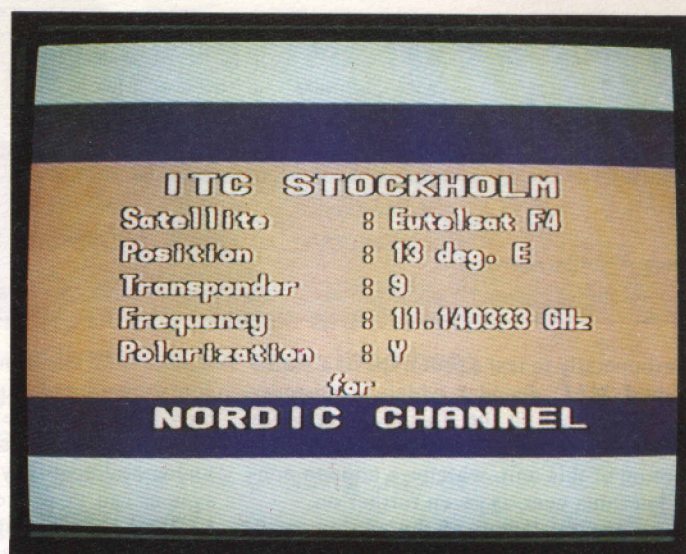 ITC STOCKHOLM
Satellite : Eutelsat F4
Position : 13 deg. E
Transponder : 9
Frequency : 11.140333 GHz
Polarization : Y
for
NORDIC CHANNEL